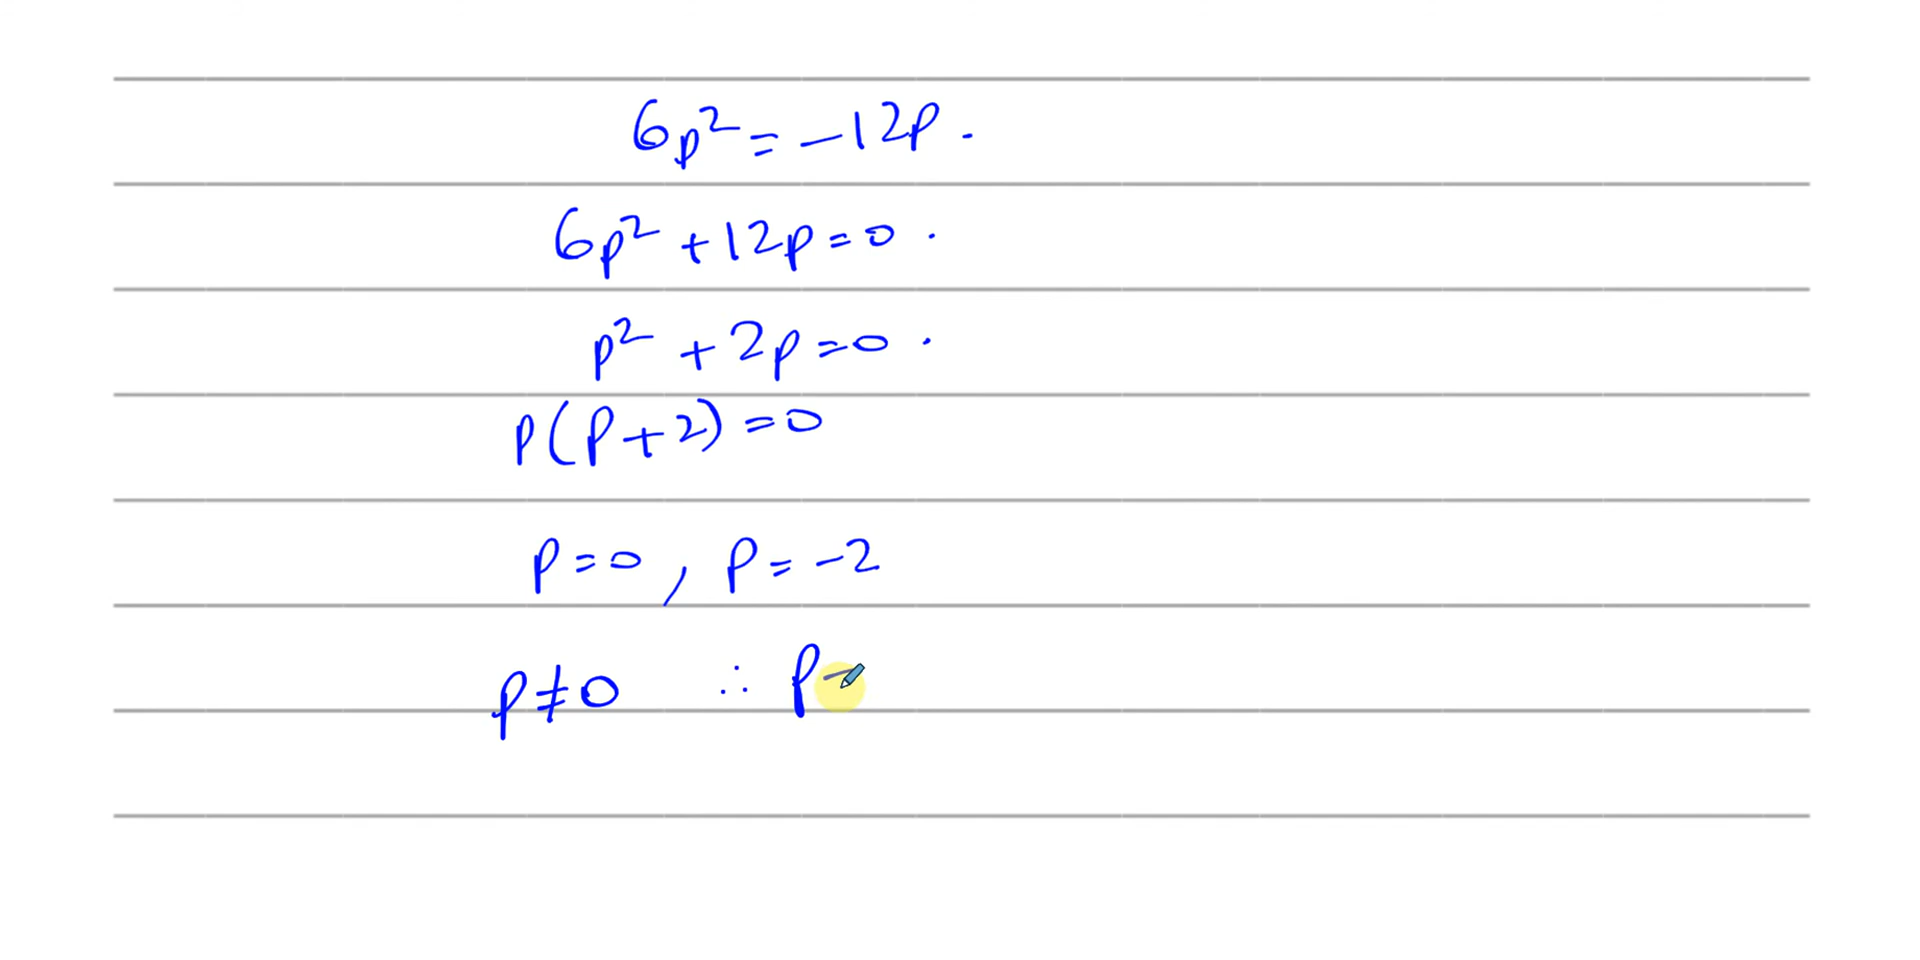 6p² = -12p.
6p² + 12p = 0.
p² + 2p = 0.
p(p+2) = 0
p = 0, p = -2
p ≠ 0 ∴ p